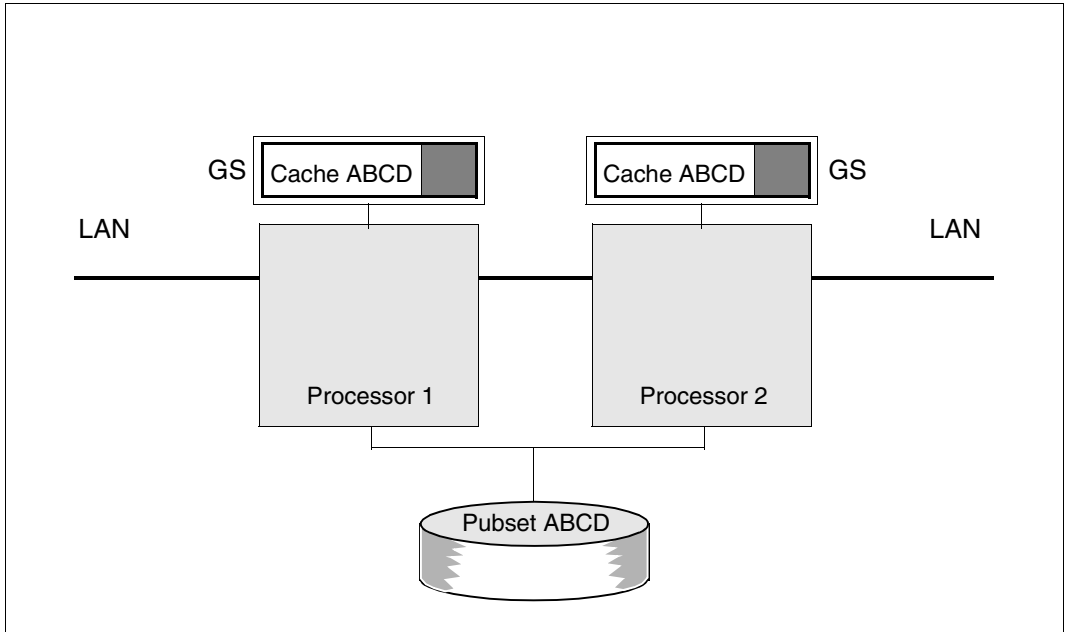 GS
Cache ABCD
Cache ABCD
GS
LAN
LAN
Processor 1
Processor 2
Pubset ABCD